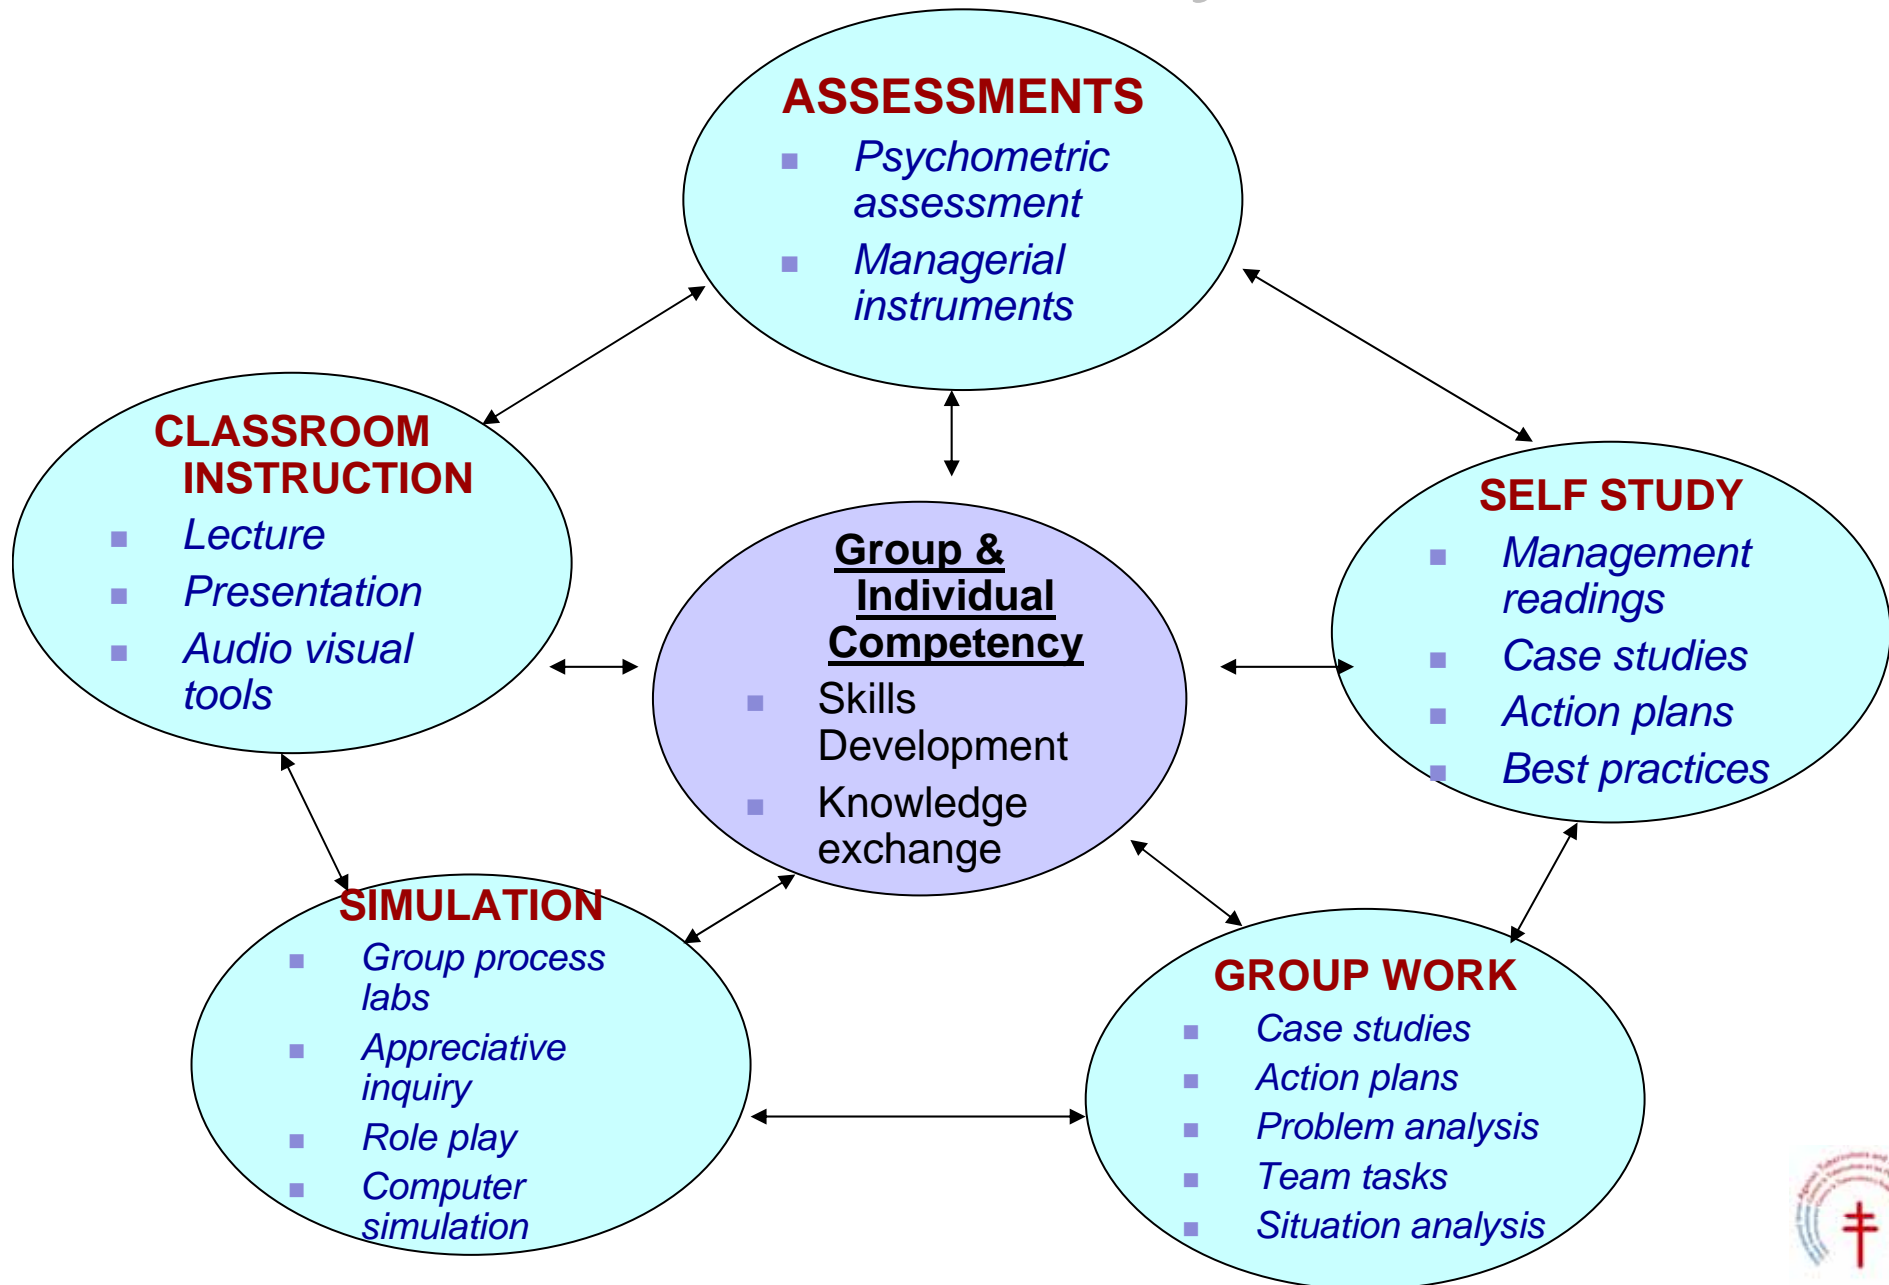 ASSESSMENTS
Psychometric
assessment
Managerial
instruments
CLASSROOM
INSTRUCTION
Lecture
Presentation
Audio visual
tools
Group &
Individual
Competency
Skills
Development
Knowledge
exchange
SELF STUDY
Management
readings
Case studies
Action plans
Best practices
SIMULATION
Group process
labs
Appreciative
inquiry
Role play
Computer
simulation
GROUP WORK
Case studies
Action plans
Problem analysis
Team tasks
Situation analysis